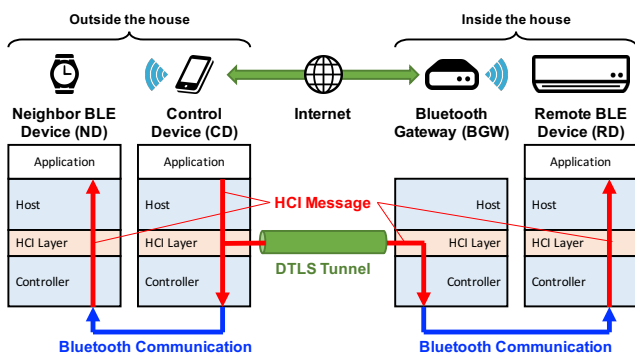 Outside the house
Inside the house
Neighbor BLE
Device (ND)
Control
Device (CD)
Internet
Bluetooth
Gateway (BGW)
Remote BLE
Device (RD)
Application
Application
Application
Host
Host
Host
Host
HCI Message
HCI Layer
HCI Layer
HCI Layer
HCI Layer
DTLS Tunnel
Controller
Controller
Controller
Controller
Bluetooth Communication
Bluetooth Communication